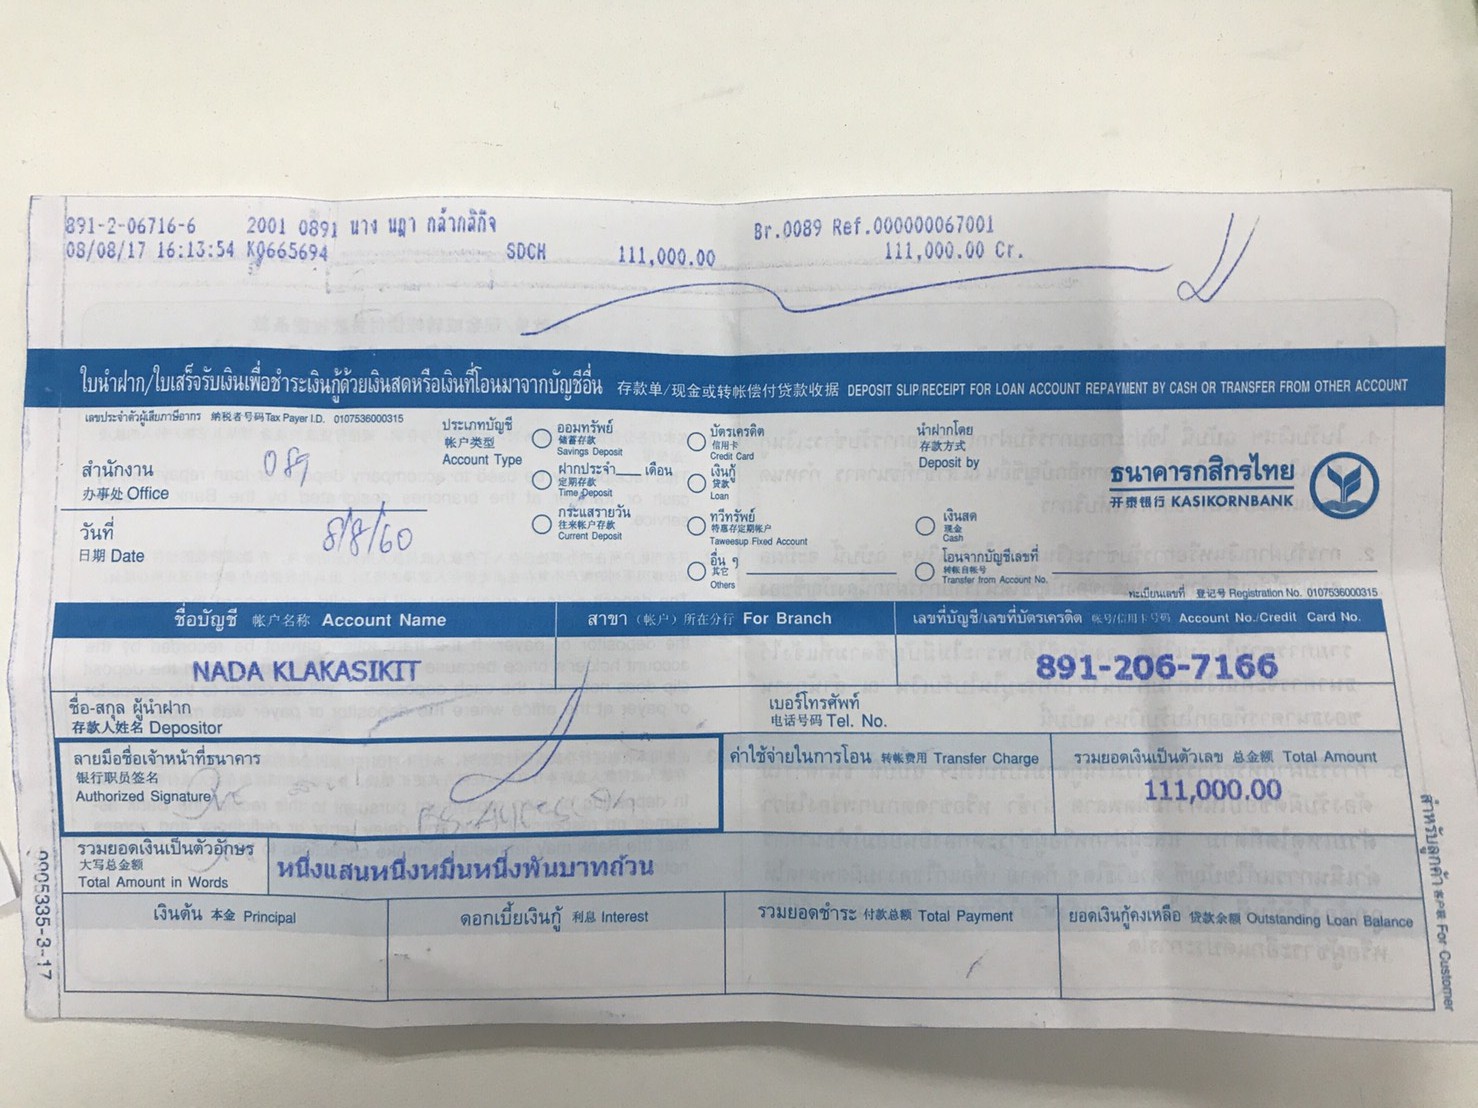 891-2-06716-6 2001 0891 นาง นฎา กล้ากสิกิจ Br.0089 Ref.000000067001
08/08/17 16:13:54 K0665694 SDCH 111,000.00 111,000.00 Cr.
ใบนำฝาก/ใบเสร็จรับเงินเพื่อชำระเงินกู้ด้วยเงินสดหรือเงินที่โอนมาจากบัญชีอื่น 存款单/现金或转帐偿付贷款收据 DEPOSIT SLIP/RECEIPT FOR LOAN ACCOUNT REPAYMENT BY CASH OR TRANSFER FROM OTHER ACCOUNT
เลขประจำตัวผู้เสียภาษีอากร 纳税者号码 Tax Payer I.D. 0107536000315
สำนักงาน 089
办事处 Office
วันที่ 8/8/60
日期 Date
ประเภทบัญชี
帐户类型
Account Type
ออมทรัพย์
储蓄存款
Savings Deposit
ฝากประจำ___ เดือน
定期存款
Time Deposit
กระแสรายวัน
往来帐户存款
Current Deposit
บัตรเครดิต
信用卡
Credit Card
เงินกู้
贷款
Loan
ทวีทรัพย์
特惠存定期帐户
Taweesup Fixed Account
อื่น ๆ
其它
Others
นำฝากโดย
存款方式
Deposit by
เงินสด
现金
Cash
โอนจากบัญชีเลขที่
转帐自帐号
Transfer from Account No.
ธนาคารกสิกรไทย
开泰银行 KASIKORNBANK
ทะเบียนเลขที่ 登记号 Registration No. 0107536000315
ชื่อบัญชี 帐户名称 Account Name สาขา (帐户) 所在分行 For Branch เลขที่บัญชี/เลขที่บัตรเครดิต 帐号/信用卡号码 Account No./Credit Card No.
NADA KLAKASIKIT 891-206-7166
ชื่อ-สกุล ผู้นำฝาก
存款人姓名 Depositor
เบอร์โทรศัพท์
电话号码 Tel. No.
ลายมือชื่อเจ้าหน้าที่ธนาคาร
银行职员签名
Authorized Signature
ค่าใช้จ่ายในการโอน 转帐费用 Transfer Charge
รวมยอดเงินเป็นตัวเลข 总金额 Total Amount
111,000.00
รวมยอดเงินเป็นตัวอักษร
大写总金额
Total Amount in Words
หนึ่งแสนหนึ่งหมื่นหนึ่งพันบาทถ้วน
เงินต้น 本金 Principal ดอกเบี้ยเงินกู้ 利息 Interest รวมยอดชำระ 付款总额 Total Payment ยอดเงินกู้คงเหลือ 贷款余额 Outstanding Loan Balance
สำหรับลูกค้า 客户联 For Customer
0005335-3-17